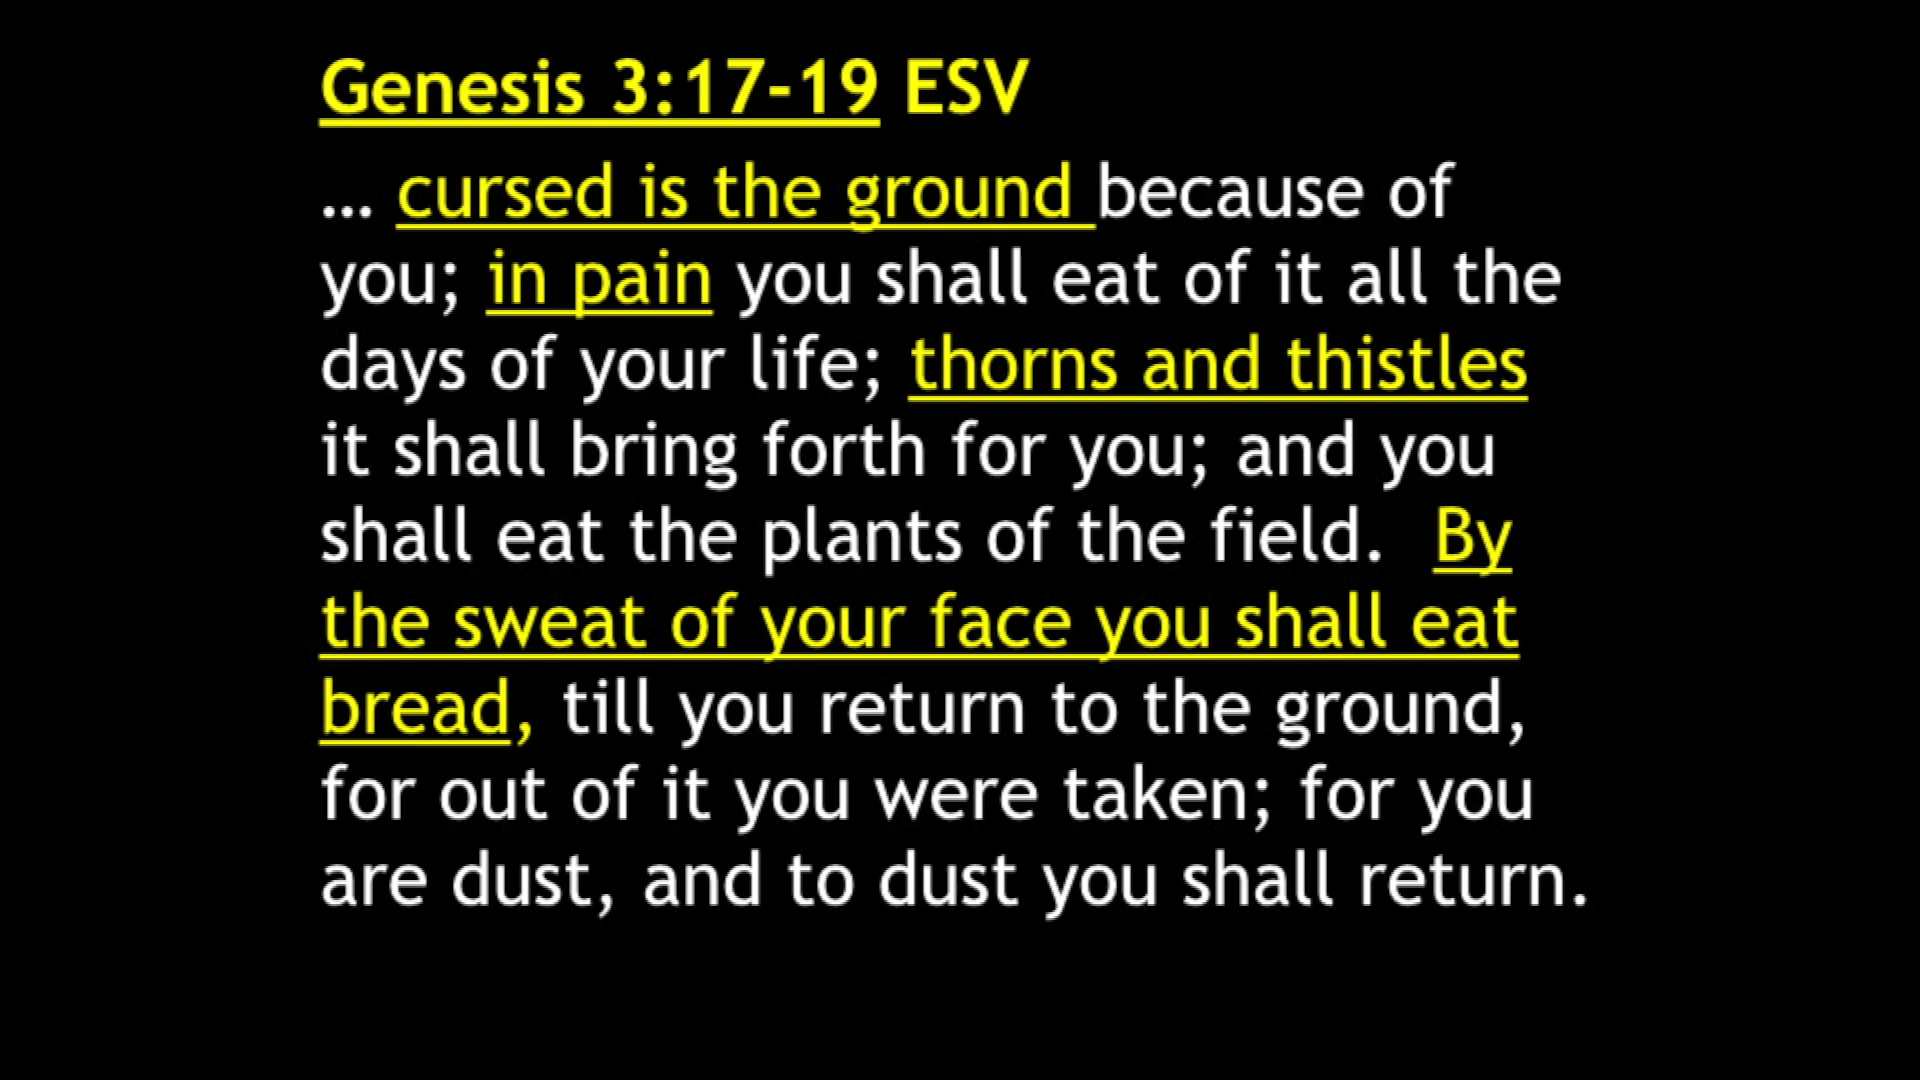 Genesis 3:17-19 ESV
... cursed is the ground because of
you; in pain you shall eat of it all the
days of your life; thorns and thistles
it shall bring forth for you; and you
shall eat the plants of the field.  By
the sweat of your face you shall eat
bread, till you return to the ground,
for out of it you were taken; for you
are dust, and to dust you shall return.